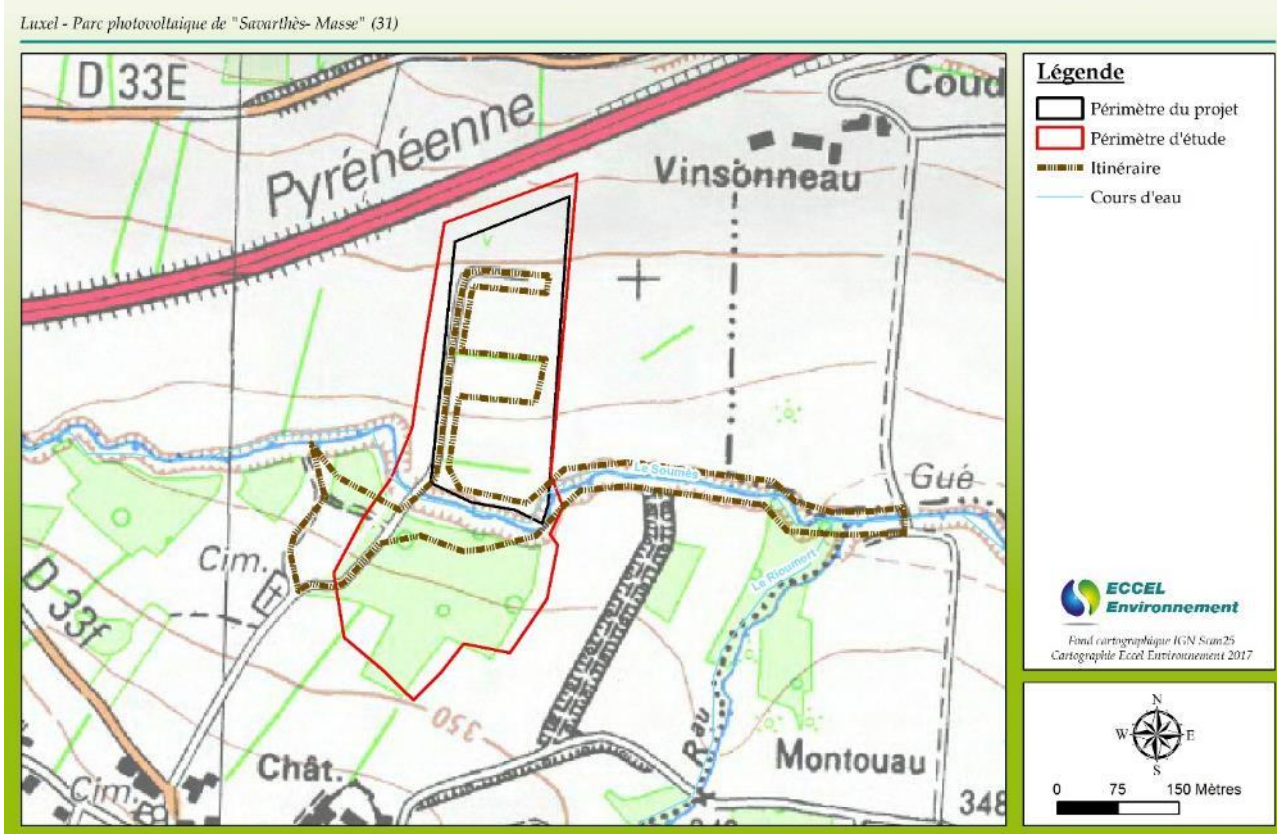 Luxel - Parc photovoltaique de "Savarthès- Masse" (31)
D 33E
Pyrénéenne
Coud
Vinsonneau
Le Soumès
Gué
Cim.
Le Rioumort
D 33f
350
Rau
Montouau
Chât.
Cim.
348
Légende
Périmètre du projet
Périmètre d'étude
Itinéraire
Cours d'eau
ECCEL
Environnement
Fond cartographique IGN Scan25
Cartographie Eccel Environnement 2017
N
W E
S
0 75 150 Mètres